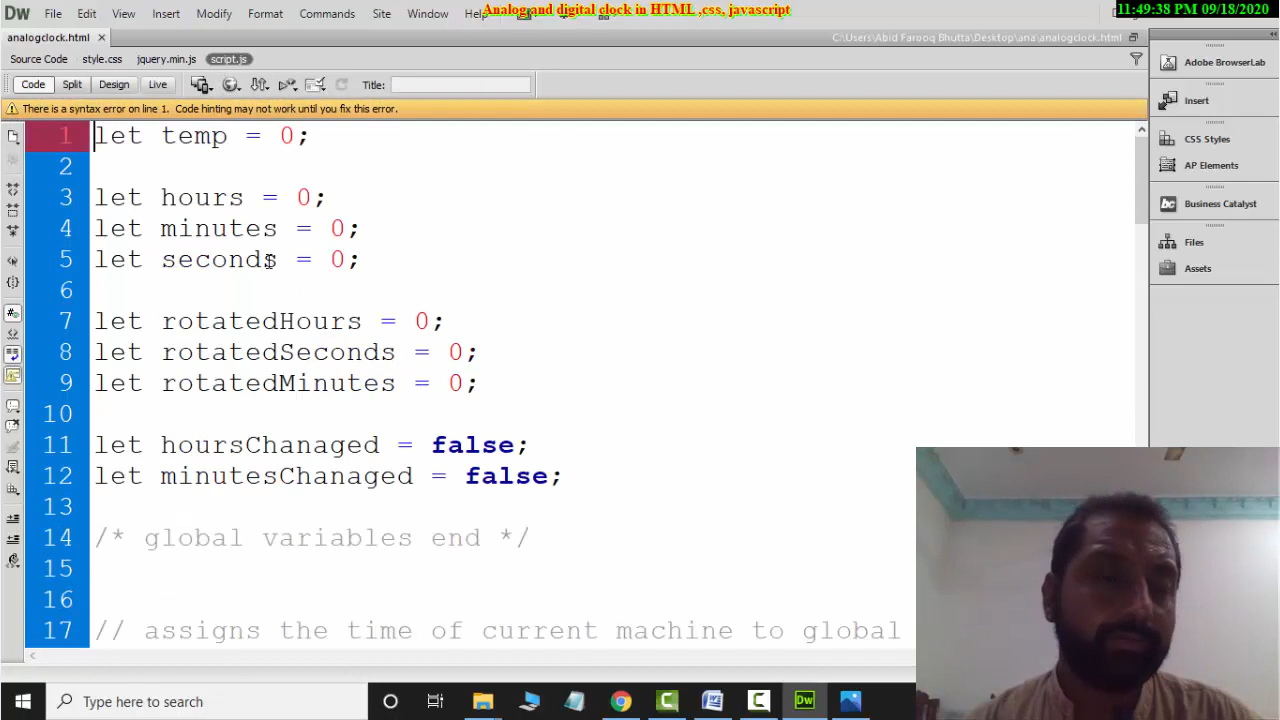 File Edit View Insert Modify Format Commands Site Window Help
Analog and digital clock in HTML ,css, javascript
11:49:38 PM 09/18/2020
analogclock.html
C:\Users\Abid Farooq Bhutta\Desktop\ana\analogclock.html
Source Code style.css jquery.min.js script.js
Code Split Design Live Title:
There is a syntax error on line 1. Code hinting may not work until you fix this error.
1 let temp = 0;
2
3 let hours = 0;
4 let minutes = 0;
5 let seconds = 0;
6
7 let rotatedHours = 0;
8 let rotatedSeconds = 0;
9 let rotatedMinutes = 0;
10
11 let hoursChanaged = false;
12 let minutesChanaged = false;
13
14 /* global variables end */
15
16
17 // assigns the time of current machine to global
Adobe BrowserLab
Insert
CSS Styles
AP Elements
Business Catalyst
Files
Assets
Type here to search